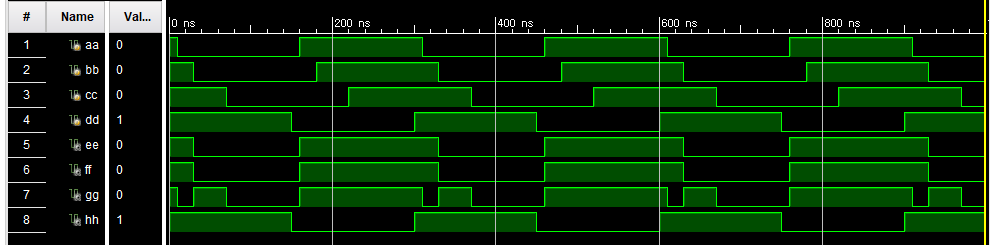 # Name Val... 0 ns 200 ns 400 ns 600 ns 800 ns
1 aa 0
2 bb 0
3 cc 0
4 dd 1
5 ee 0
6 ff 0
7 gg 0
8 hh 1